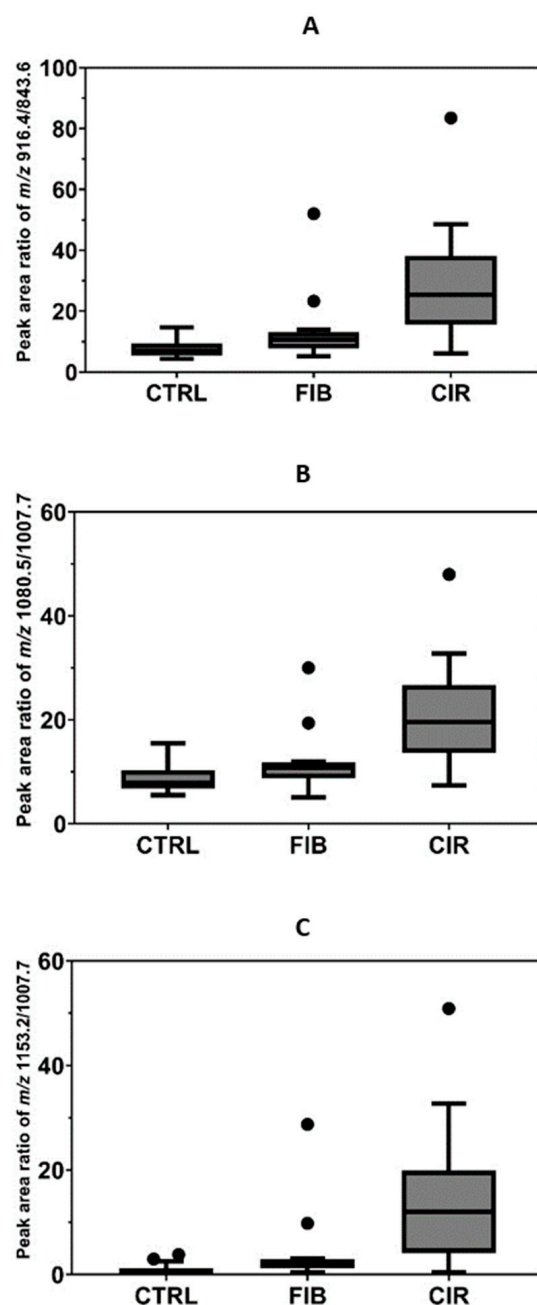 A
Peak area ratio of m/z 916.4/843.6
100
80
60
40
20
0
CTRL FIB CIR
B
Peak area ratio of m/z 1080.5/1007.7
60
40
20
0
CTRL FIB CIR
C
Peak area ratio of m/z 1153.2/1007.7
60
40
20
0
CTRL FIB CIR